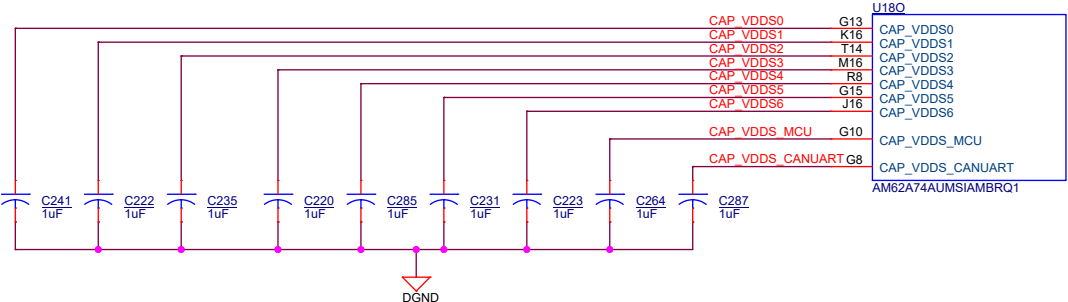 U18O
CAP_VDDS0 G13 CAP_VDDS0
CAP_VDDS1 K16 CAP_VDDS1
CAP_VDDS2 T14 CAP_VDDS2
CAP_VDDS3 M16 CAP_VDDS3
CAP_VDDS4 R8 CAP_VDDS4
CAP_VDDS5 G15 CAP_VDDS5
CAP_VDDS6 J16 CAP_VDDS6
CAP_VDDS_MCU G10 CAP_VDDS_MCU
CAP_VDDS_CANUART G8 CAP_VDDS_CANUART
AM62A74AUMSIAMBRQ1
C241 C222 C235 C220 C285 C231 C223 C264 C287
1uF 1uF 1uF 1uF 1uF 1uF 1uF 1uF 1uF
DGND